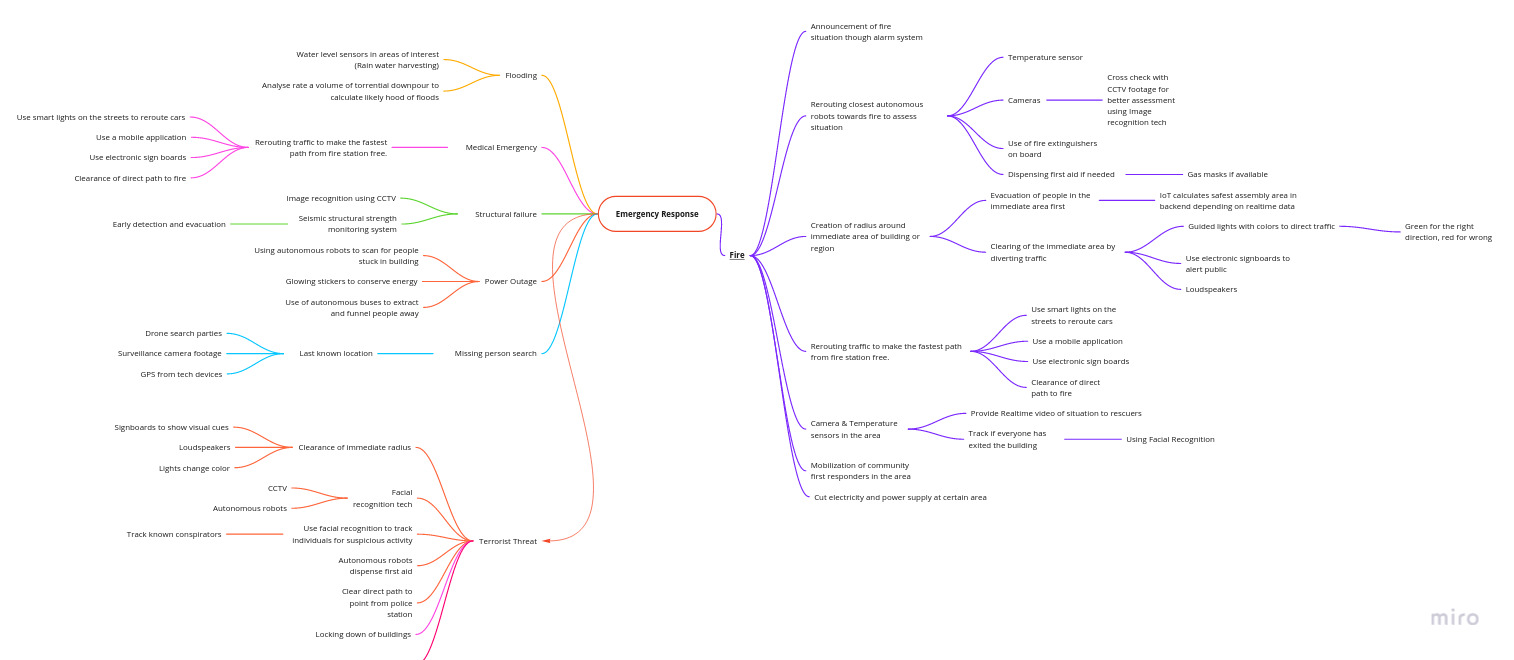 Emergency Response
Flooding
Water level sensors in areas of interest
(Rain water harvesting)
Analyse rate a volume of torrential downpour to
calculate likely hood of floods
Medical Emergency
Rerouting traffic to make the fastest
path from fire station free.
Use smart lights on the streets to reroute cars
Use a mobile application
Use electronic sign boards
Clearance of direct path to fire
Structural failure
Image recognition using CCTV
Seismic structural strength
monitoring system
Early detection and evacuation
Power Outage
Using autonomous robots to scan for people
stuck in building
Glowing stickers to conserve energy
Use of autonomous buses to extract
and funnel people away
Missing person search
Last known location
Drone search parties
Surveillance camera footage
GPS from tech devices
Terrorist Threat
Clearance of immediate radius
Signboards to show visual cues
Loudspeakers
Lights change color
Facial
recognition tech
CCTV
Autonomous robots
Use facial recognition to track
individuals for suspicious activity
Track known conspirators
Autonomous robots
dispense first aid
Clear direct path to
point from police
station
Locking down of buildings
Fire
Announcement of fire
situation though alarm system
Rerouting closest autonomous
robots towards fire to assess
situation
Temperature sensor
Cameras
Cross check with
CCTV footage for
better assessment
using image
recognition tech
Use of fire extinguishers
on board
Dispensing first aid if needed
Gas masks if available
Creation of radius around
immediate area of building or
region
Evacuation of people in the
immediate area first
IoT calculates safest assembly area in
backend depending on realtime data
Clearing of the immediate area by
diverting traffic
Guided lights with colors to direct traffic
Green for the right
direction, red for wrong
Use electronic signboards to
alert public
Loudspeakers
Rerouting traffic to make the fastest path
from fire station free.
Use smart lights on the
streets to reroute cars
Use a mobile application
Use electronic sign boards
Clearance of direct
path to fire
Camera & Temperature
sensors in the area
Provide Realtime video of situation to rescuers
Track if everyone has
exited the building
Using Facial Recognition
Mobilization of community
first responders in the area
Cut electricity and power supply at certain area
miro